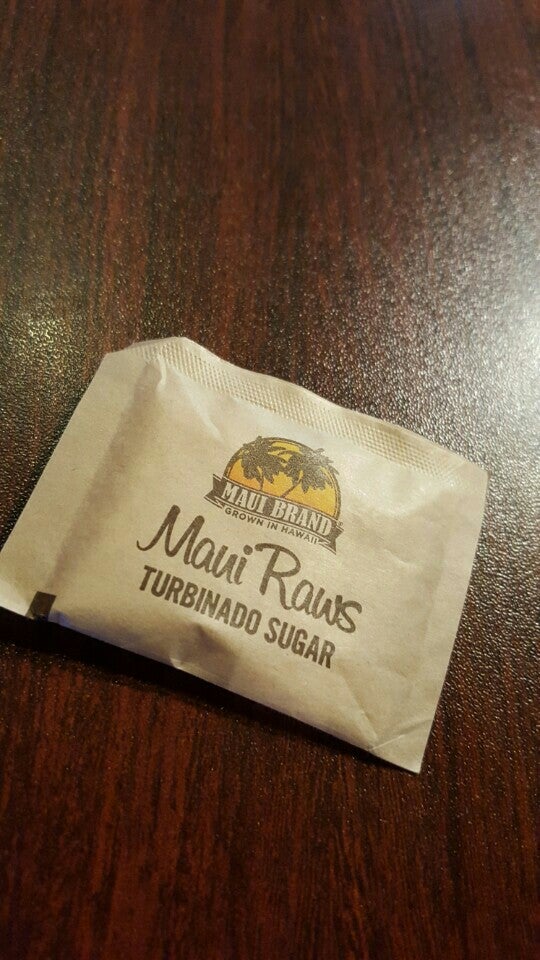 MAUI BRAND
GROWN IN HAWAII
Maui Raws
TURBINADO SUGAR